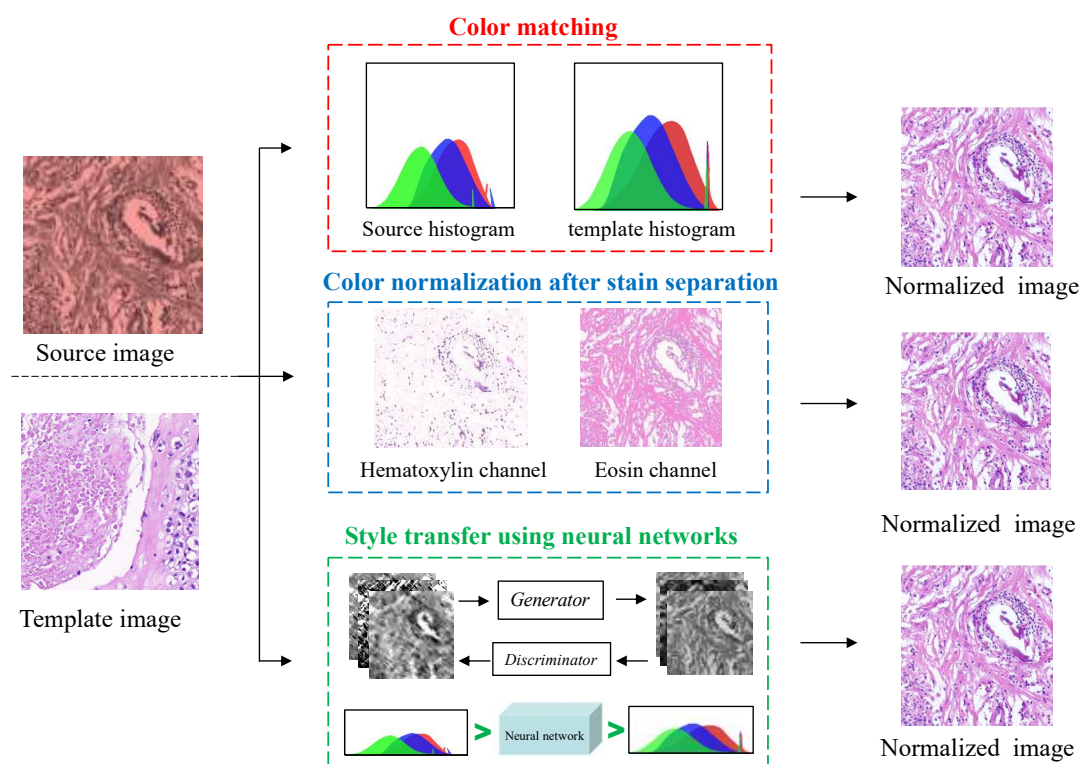 Color matching
Source histogram
template histogram
Source image
Normalized image
Color normalization after stain separation
Hematoxylin channel
Eosin channel
Template image
Normalized image
Style transfer using neural networks
Generator
Discriminator
> Neural network >
Normalized image